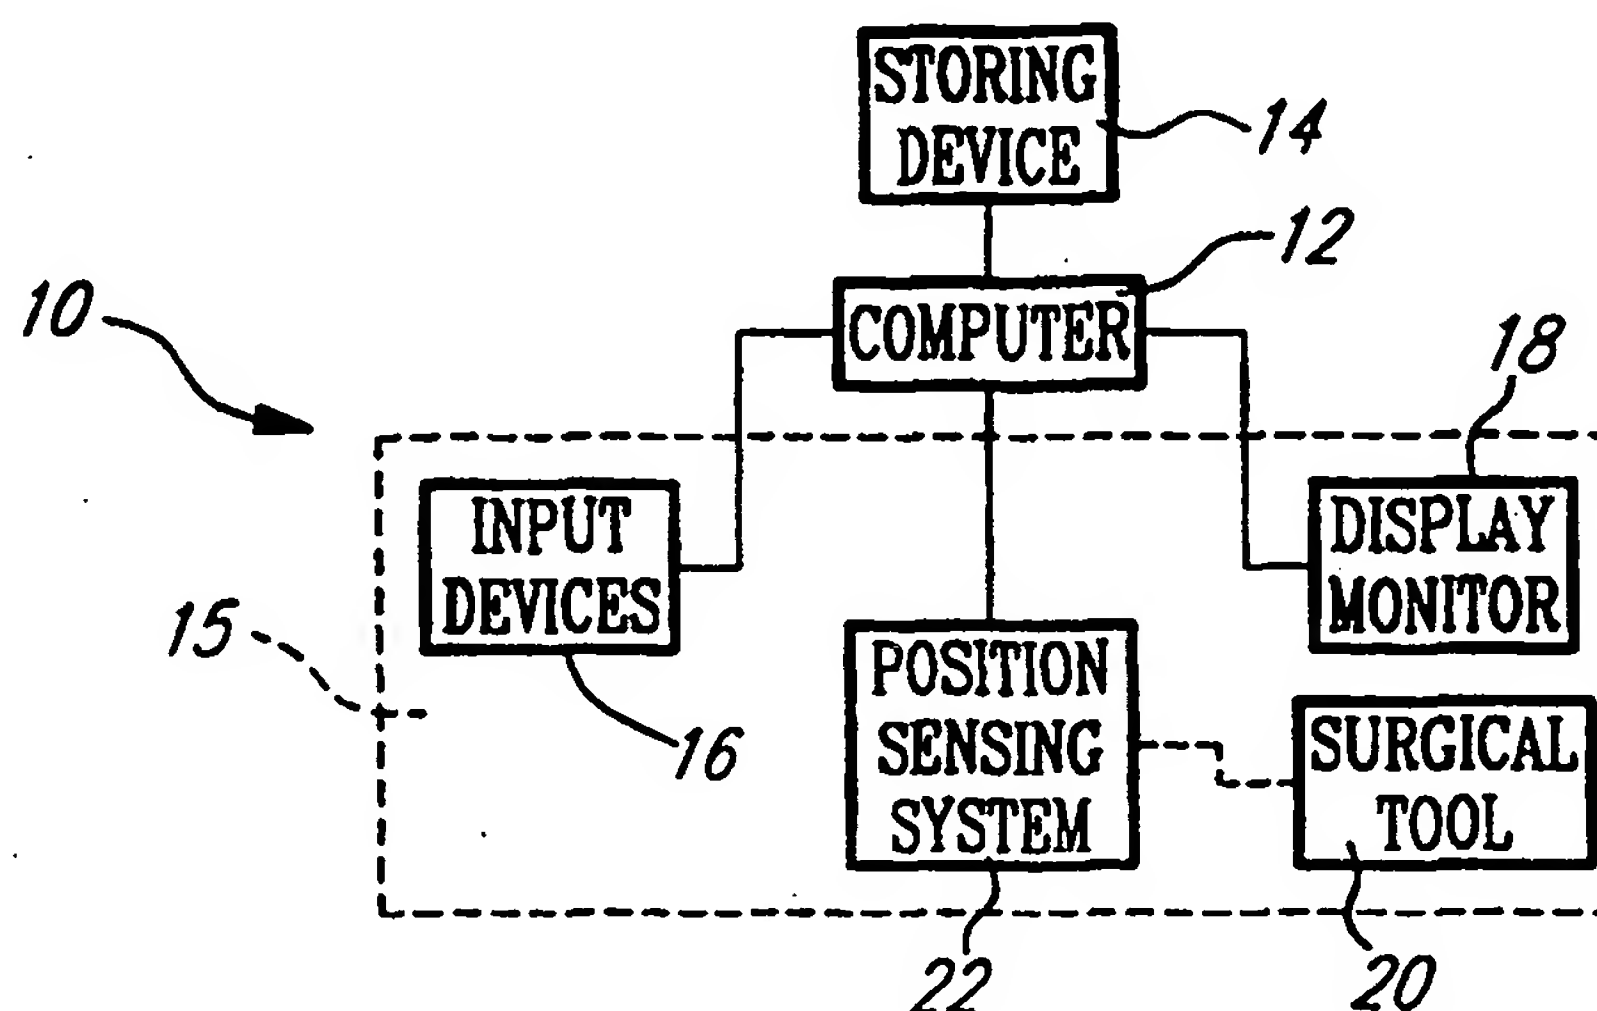 STORING
DEVICE
14
12
COMPUTER
10
18
INPUT
DEVICES
DISPLAY
MONITOR
15
16
POSITION
SENSING
SYSTEM
SURGICAL
TOOL
22
20